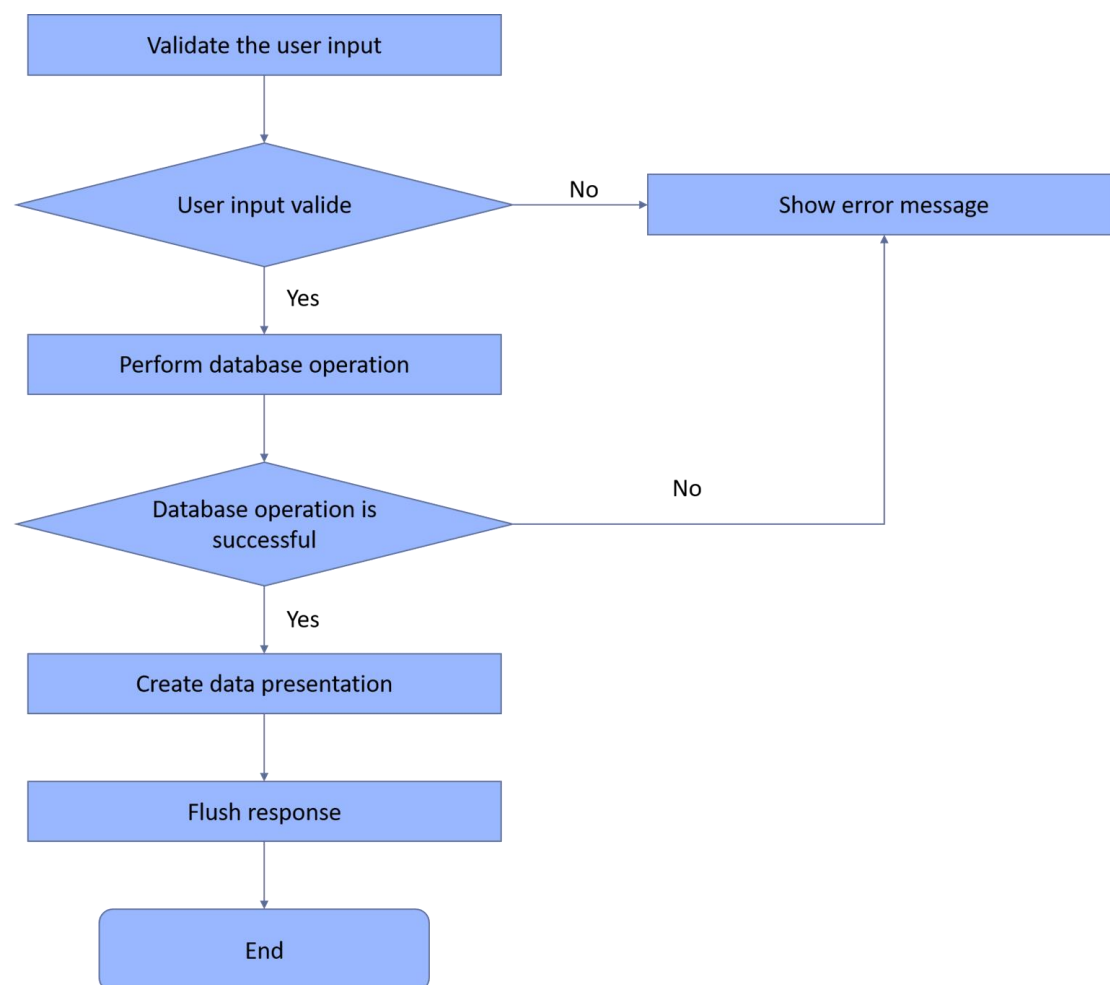 Validate the user input
User input valide
No
Show error message
Yes
Perform database operation
Database operation is
successful
No
Yes
Create data presentation
Flush response
End